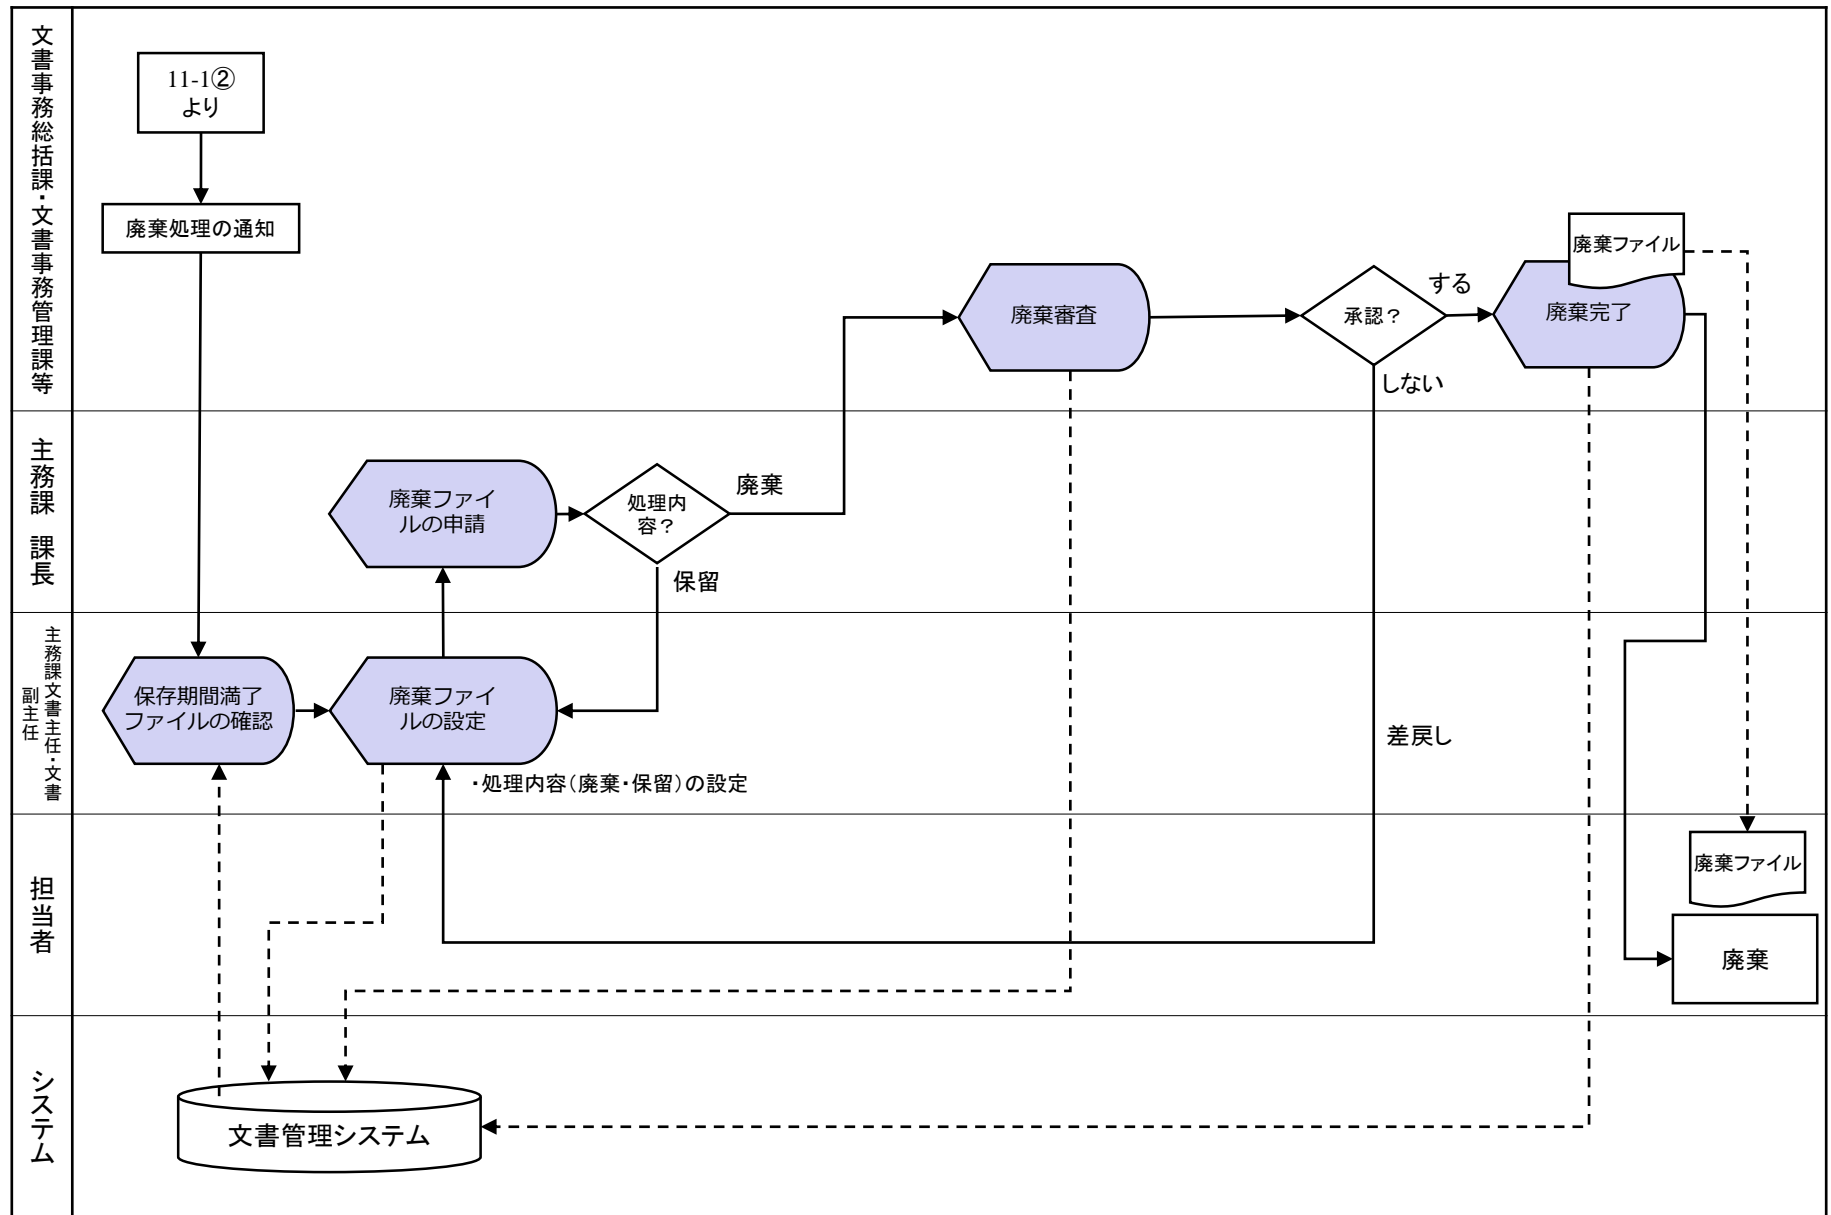 文書事務総括課・文書事務管理課等
11-1②
より
廃棄処理の通知
廃棄審査
承認？
する
しない
廃棄ファイル
廃棄完了
主務課 課長
廃棄ファイ
ルの申請
処理内
容？
廃棄
保留
主務課文書主任・文書
副主任
保存期間満了
ファイルの確認
廃棄ファイ
ルの設定
・処理内容（廃棄・保留）の設定
差戻し
担当者
廃棄ファイル
廃棄
システム
文書管理システム